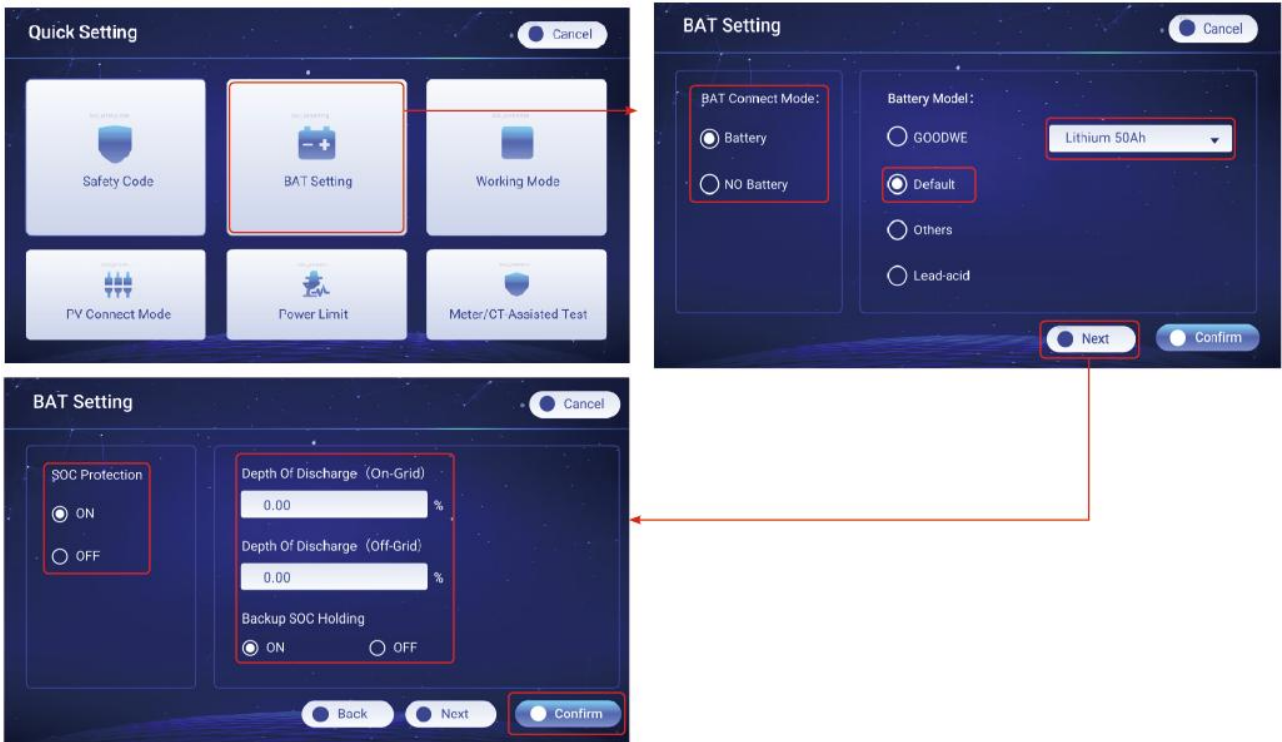 Quick Setting
Cancel
Safety Code
BAT Setting
Working Mode
PV Connect Mode
Power Limit
Meter/CT-Assisted Test
BAT Setting
Cancel
BAT Connect Mode:
Battery
NO Battery
Battery Model:
GOODWE
Lithium 50Ah
Default
Others
Lead-acid
Next
Confirm
BAT Setting
Cancel
SOC Protection
ON
OFF
Depth Of Discharge (On-Grid)
0.00
%
Depth Of Discharge (Off-Grid)
0.00
%
Backup SOC Holding
ON
OFF
Back
Next
Confirm